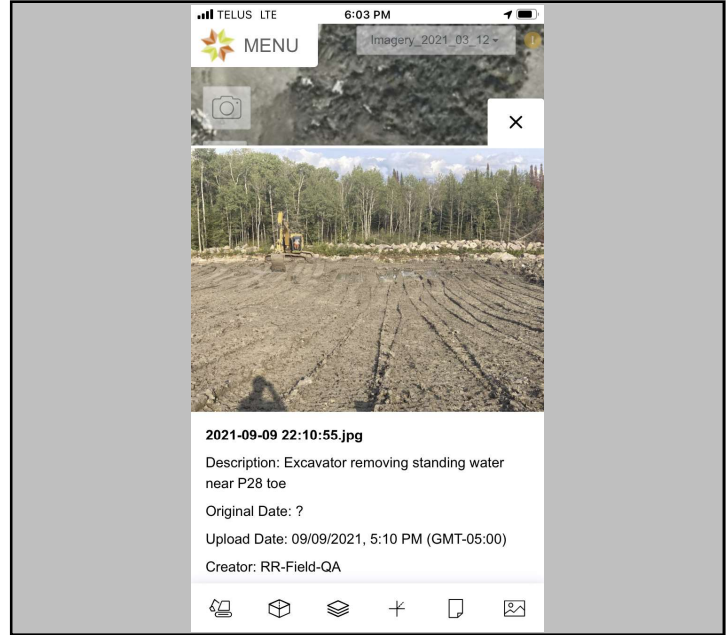 TELUS LTE 6:03 PM
MENU
Imagery_2021_03_12
2021-09-09 22:10:55.jpg
Description: Excavator removing standing water
near P28 toe
Original Date: ?
Upload Date: 09/09/2021, 5:10 PM (GMT-05:00)
Creator: RR-Field-QA